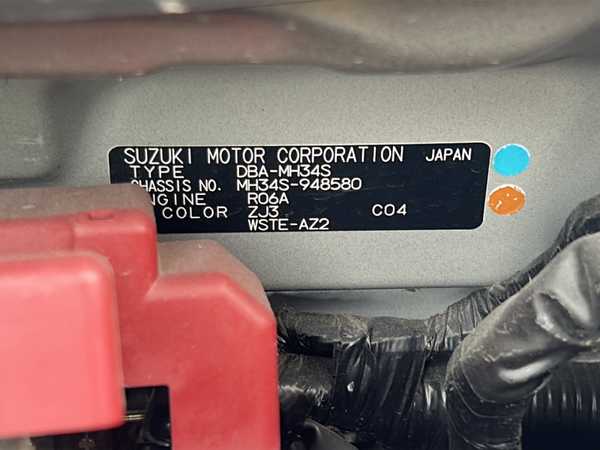 SUZUKI MOTOR CORPORATION JAPAN
TYPE DBA-MH34S
CHASSIS NO. MH34S-948580
ENGINE R06A
COLOR ZJ3 C04
WSTE-AZ2